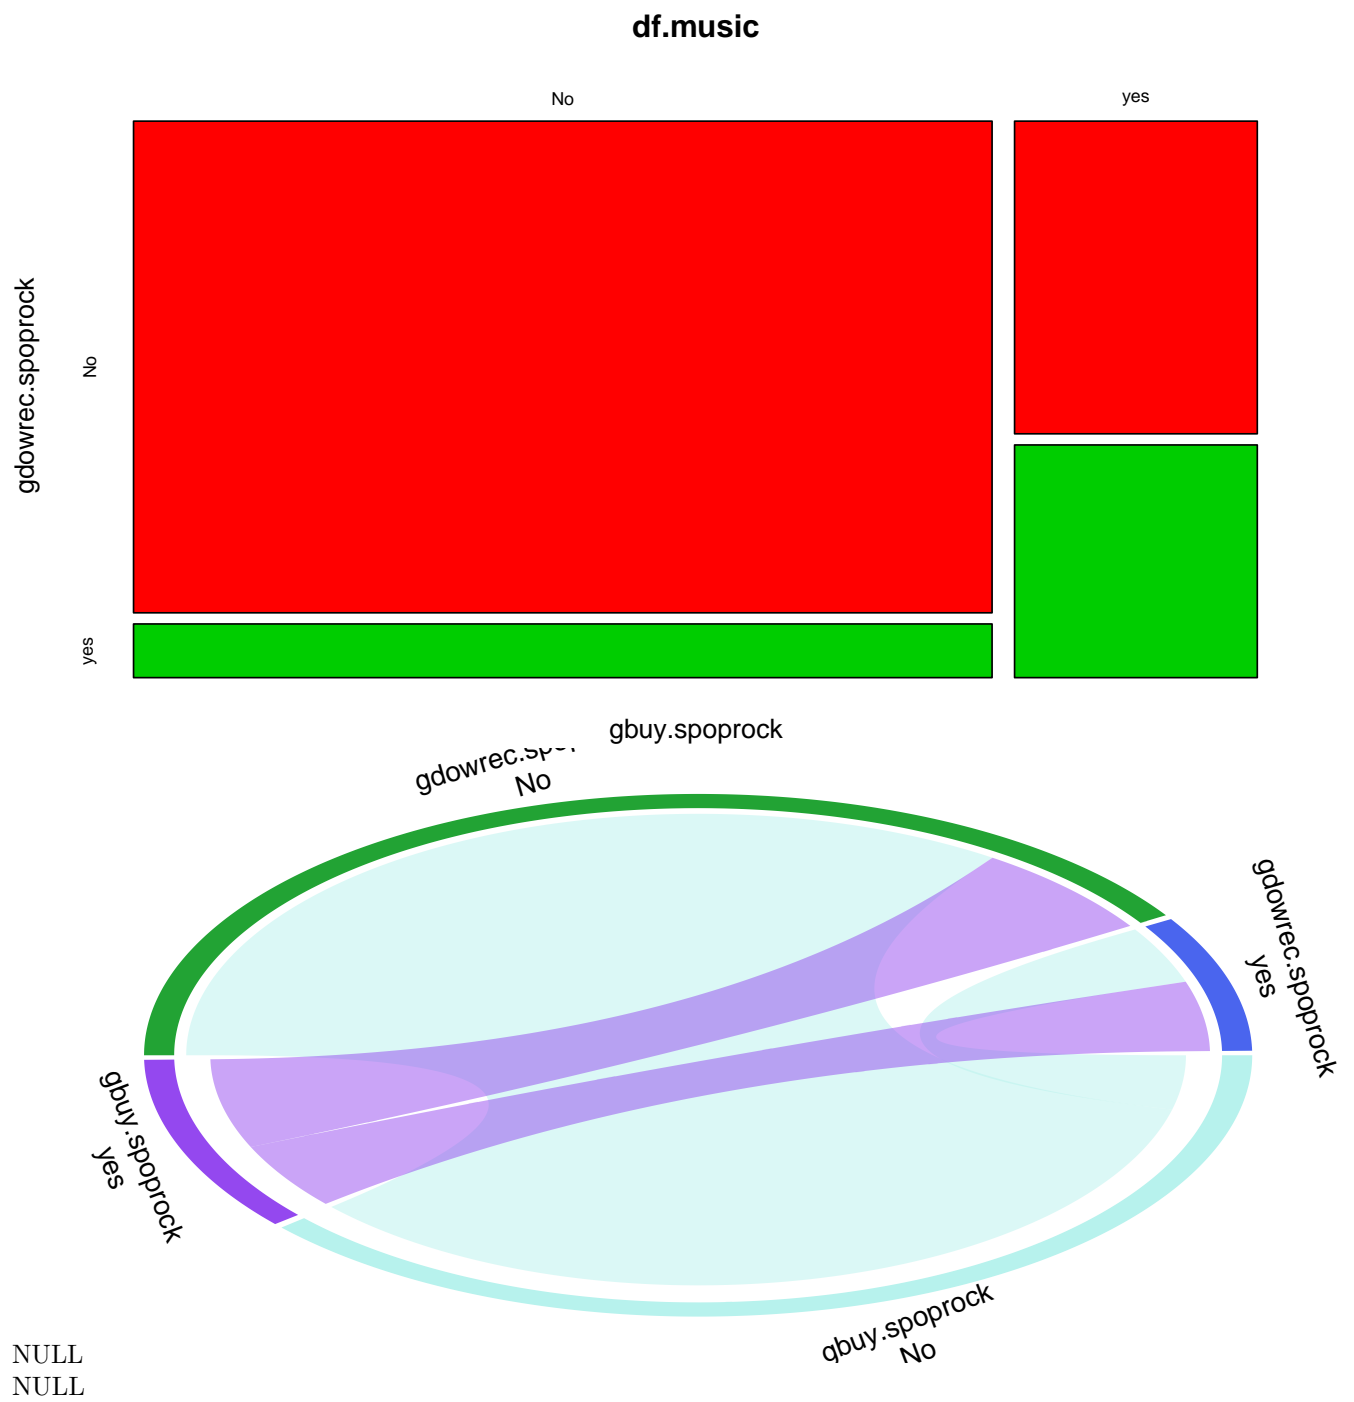 df.music
No
yes
gdowrec.spoprock
No
yes
gbuy.spoprock
No
gdowrec.spoprock
yes
gbuy.spoprock
yes
gbuy.spoprock
No
NULL
NULL